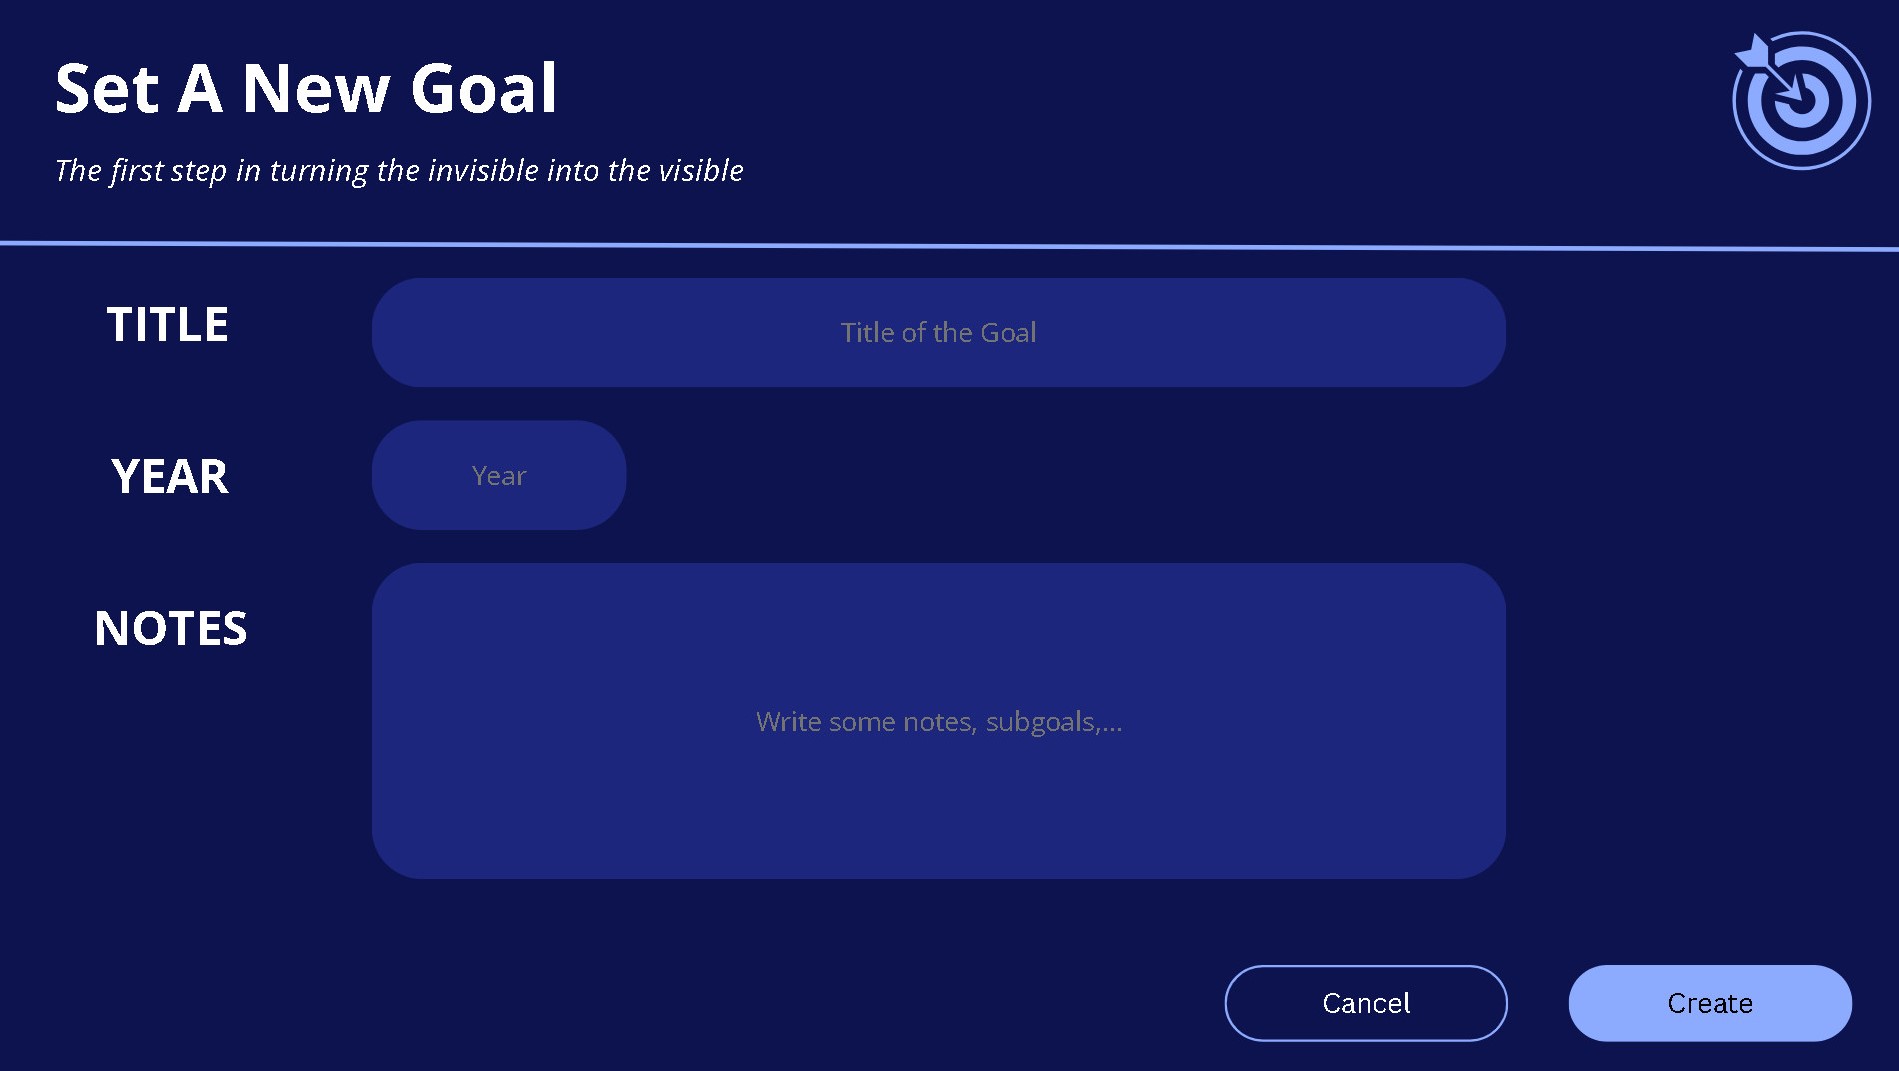 Set A New Goal
The first step in turning the invisible into the visible
TITLE
Title of the Goal
YEAR
Year
NOTES
Write some notes, subgoals,...
Cancel
Create